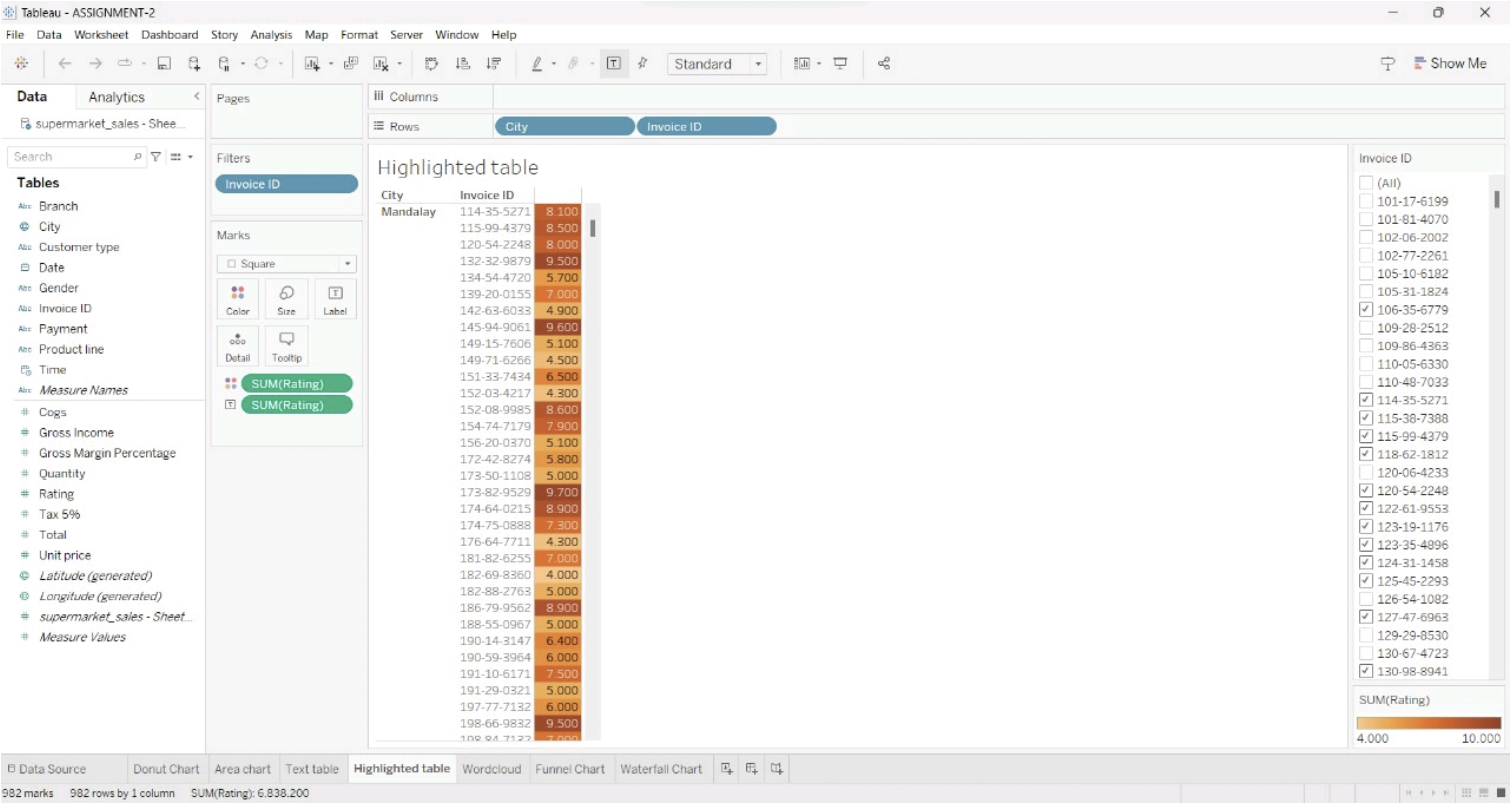 Tableau - ASSIGNMENT-2
File Data Worksheet Dashboard Story Analysis Map Format Server Window Help
Standard
Show Me
Data Analytics
supermarket_sales - Shee...
Search
Tables
Abc Branch
City
Abc Customer type
Date
Abc Gender
Abc Invoice ID
Abc Payment
Abc Product line
Time
Abc Measure Names
# Cogs
# Gross Income
# Gross Margin Percentage
# Quantity
# Rating
# Tax 5%
# Total
# Unit price
Latitude (generated)
Longitude (generated)
# supermarket_sales - Sheet...
# Measure Values
Pages
Filters
Invoice ID
Marks
Square
Color Size Label
Detail Tooltip
SUM(Rating)
SUM(Rating)
Columns
Rows City Invoice ID
Highlighted table
City Invoice ID
Mandalay 114-35-5271 8.100
115-99-4379 8.500
120-54-2248 8.000
132-32-9879 9.500
134-54-4720 5.700
139-20-0155 7.000
142-63-6033 4.900
145-94-9061 9.600
149-15-7606 5.100
149-71-6266 4.500
151-33-7434 6.500
152-03-4217 4.300
152-08-9985 8.600
154-74-7179 7.900
156-20-0370 5.100
172-42-8274 5.800
173-50-1108 5.000
173-82-9529 9.700
174-64-0215 8.900
174-75-0888 7.300
176-64-7711 4.300
181-82-6255 7.000
182-69-8360 4.000
182-88-2763 5.000
186-79-9562 8.900
188-55-0967 5.000
190-14-3147 6.400
190-59-3964 6.000
191-10-6171 7.500
191-29-0321 5.000
197-77-7132 6.000
198-66-9832 9.500
198-84-7132 7.000
Invoice ID
(All)
101-17-6199
101-81-4070
102-06-2002
102-77-2261
105-10-6182
105-31-1824
106-35-6779
109-28-2512
109-86-4363
110-05-6330
110-48-7033
114-35-5271
115-38-7388
115-99-4379
118-62-1812
120-06-4233
120-54-2248
122-61-9553
123-19-1176
123-35-4896
124-31-1458
125-45-2293
126-54-1082
127-47-6963
129-29-8530
130-67-4723
130-98-8941
SUM(Rating)
4.000 10.000
Data Source Donut Chart Area chart Text table Highlighted table Wordcloud Funnel Chart Waterfall Chart
982 marks 982 rows by 1 column SUM(Rating): 6,838.200